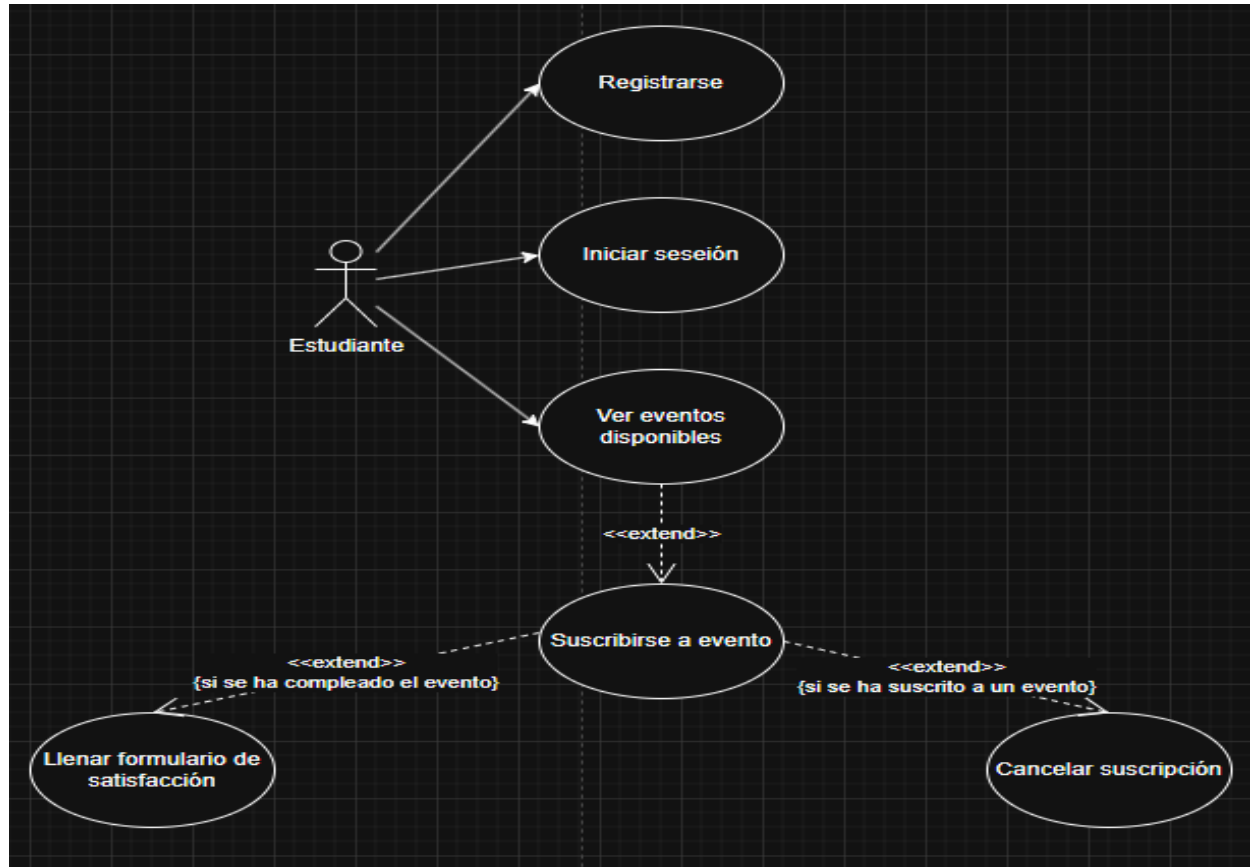 Registrarse
Iniciar seseión
Estudiante
Ver eventos
disponibles
<<extend>>
Suscribirse a evento
<<extend>>
{si se ha compleado el evento}
<<extend>>
{si se ha suscrito a un evento}
Llenar formulario de
satisfacción
Cancelar suscripción